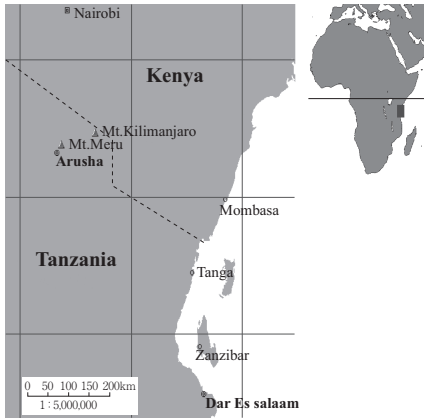 Nairobi
Kenya
Mt.Kilimanjaro
Mt.Meru
Arusha
Mombasa
Tanzania
Tanga
Zanzibar
0 50 100 150 200km
1 : 5,000,000
Dar Es salaam